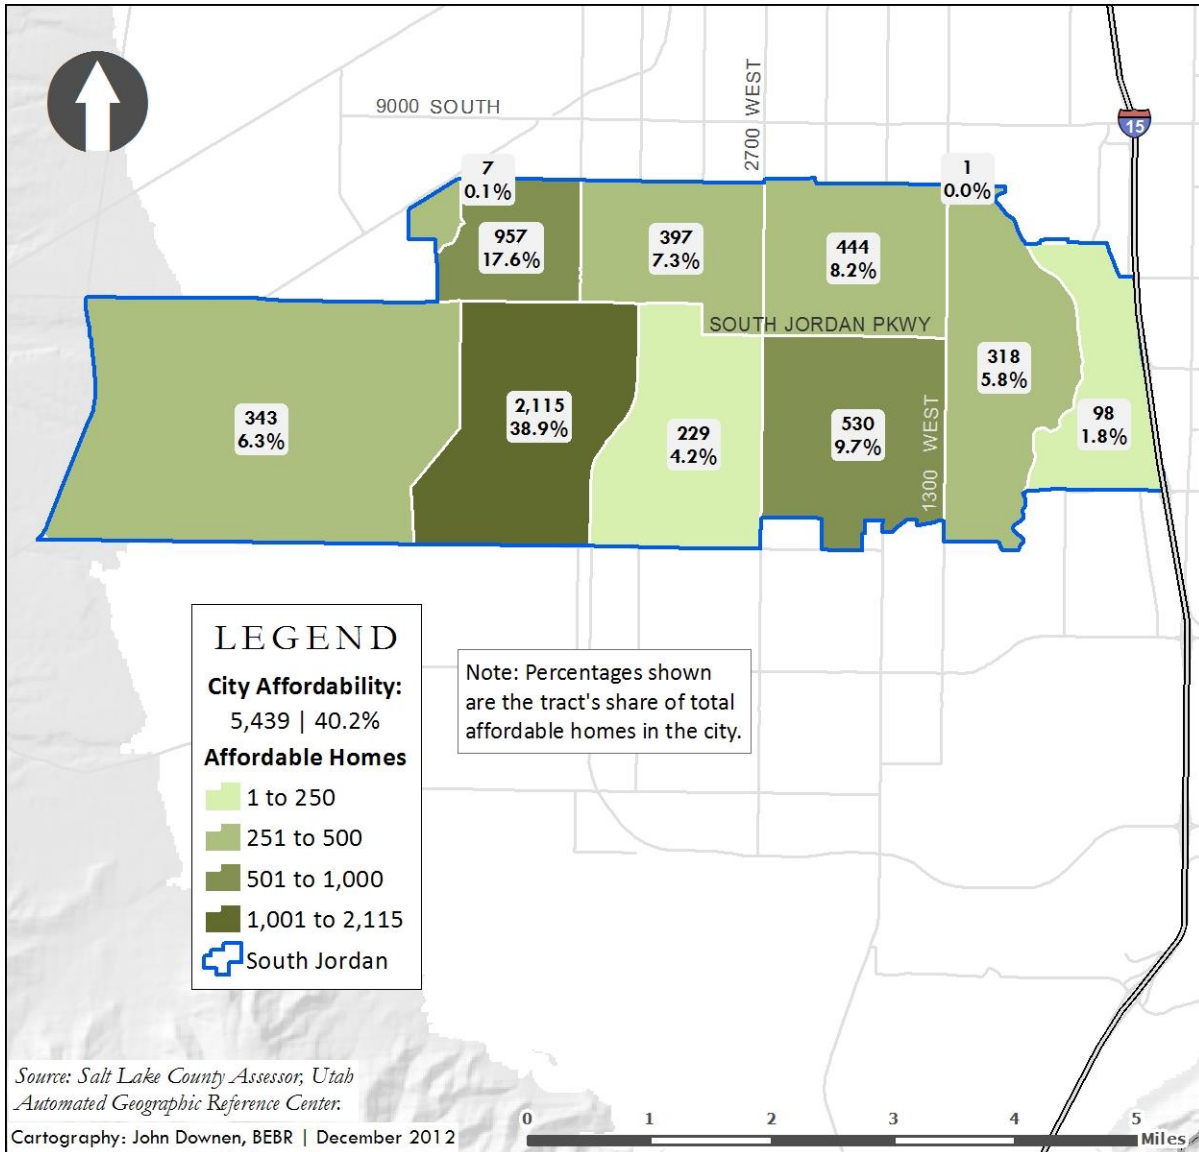 9000 SOUTH
2700 WEST
15
7
0.1%
1
0.0%
957
17.6%
397
7.3%
444
8.2%
SOUTH JORDAN PKWY
318
5.8%
343
6.3%
2,115
38.9%
229
4.2%
530
9.7%
1300 WEST
98
1.8%
LEGEND
City Affordability:
5,439 | 40.2%
Affordable Homes
1 to 250
251 to 500
501 to 1,000
1,001 to 2,115
South Jordan
Note: Percentages shown
are the tract's share of total
affordable homes in the city.
Source: Salt Lake County Assessor, Utah
Automated Geographic Reference Center.
Cartography: John Downen, BEBR | December 2012
0 1 2 3 4 5
Miles